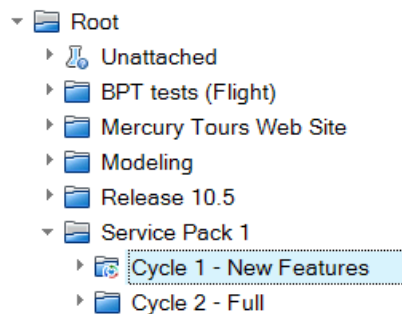 Root
Unattached
BPT tests (Flight)
Mercury Tours Web Site
Modeling
Release 10.5
Service Pack 1
Cycle 1 - New Features
Cycle 2 - Full